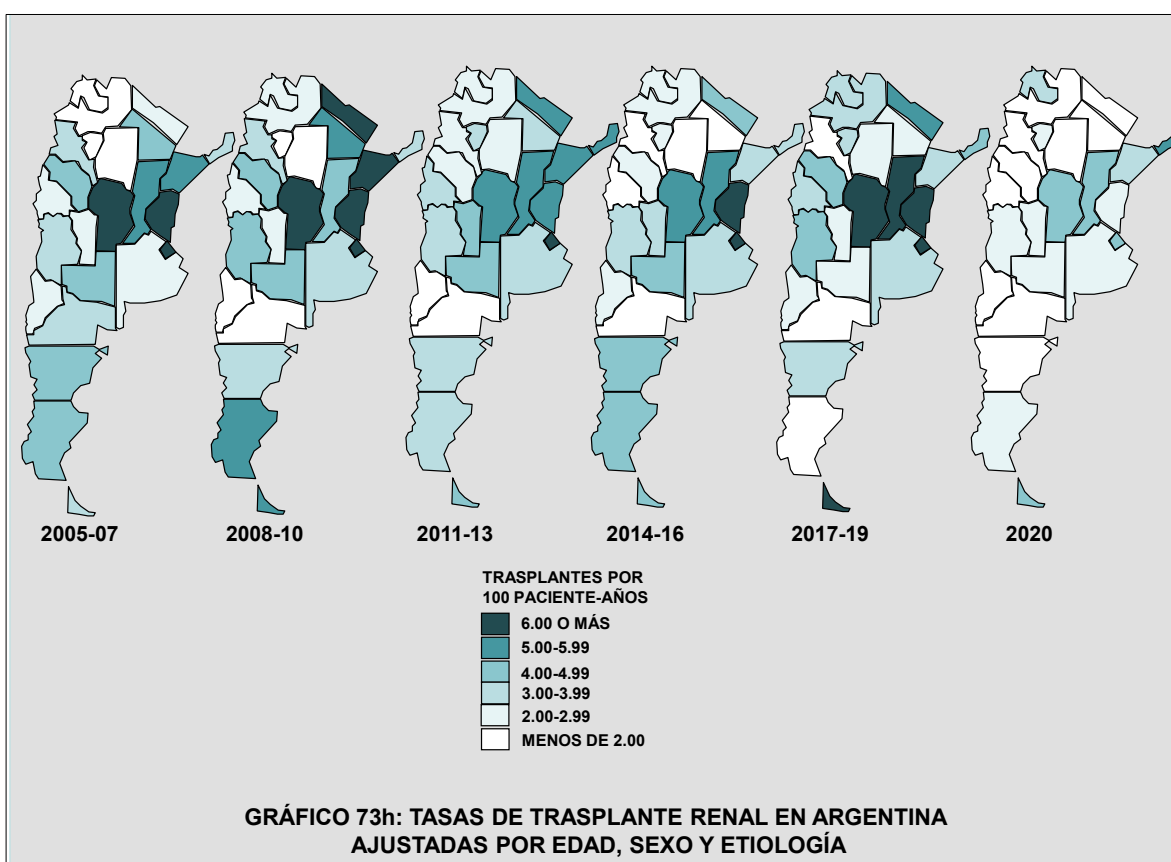 2005-07
2008-10
2011-13
2014-16
2017-19
2020
TRASPLANTES POR
100 PACIENTE-AÑOS
6.00 O MÁS
5.00-5.99
4.00-4.99
3.00-3.99
2.00-2.99
MENOS DE 2.00
GRÁFICO 73h: TASAS DE TRASPLANTE RENAL EN ARGENTINA
AJUSTADAS POR EDAD, SEXO Y ETIOLOGÍA